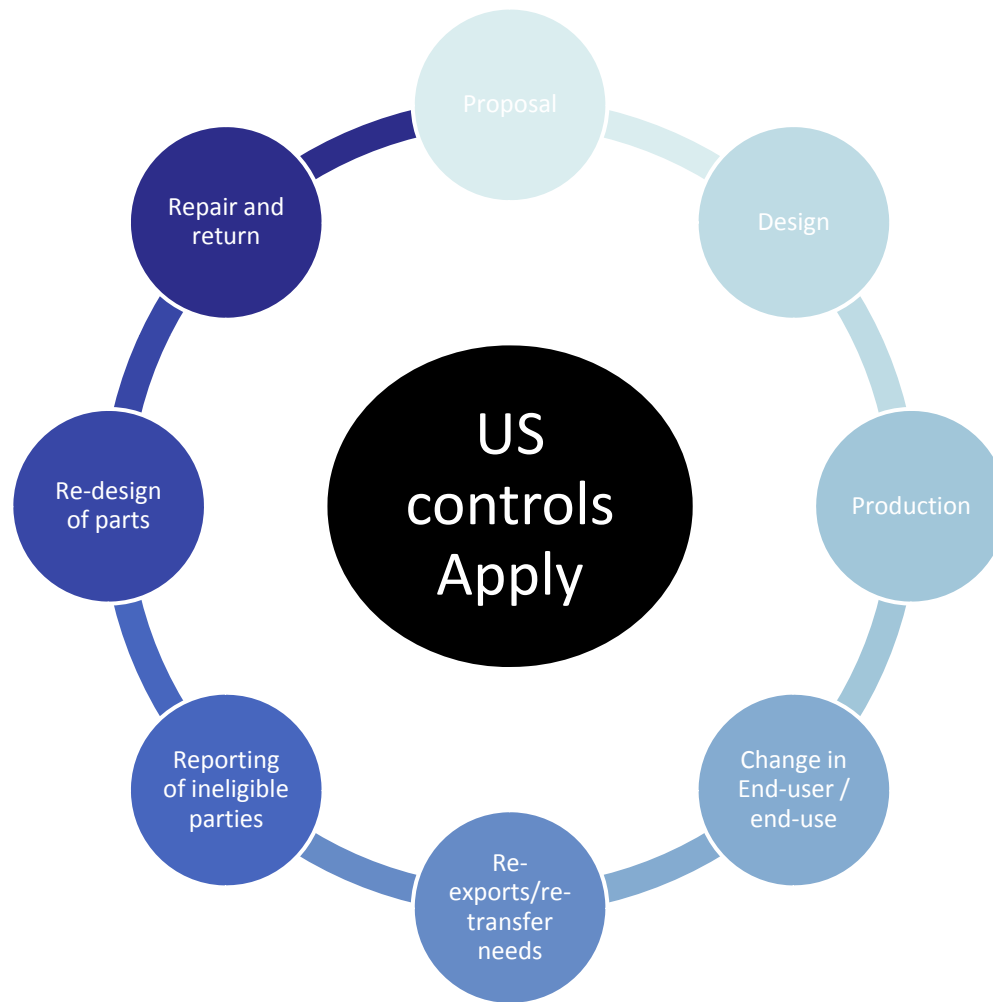 Proposal
Design
Production
Change in
End-user /
end-use
Re-
exports/re-
transfer
needs
Reporting
of ineligible
parties
Re-design
of parts
Repair and
return
US
controls
Apply